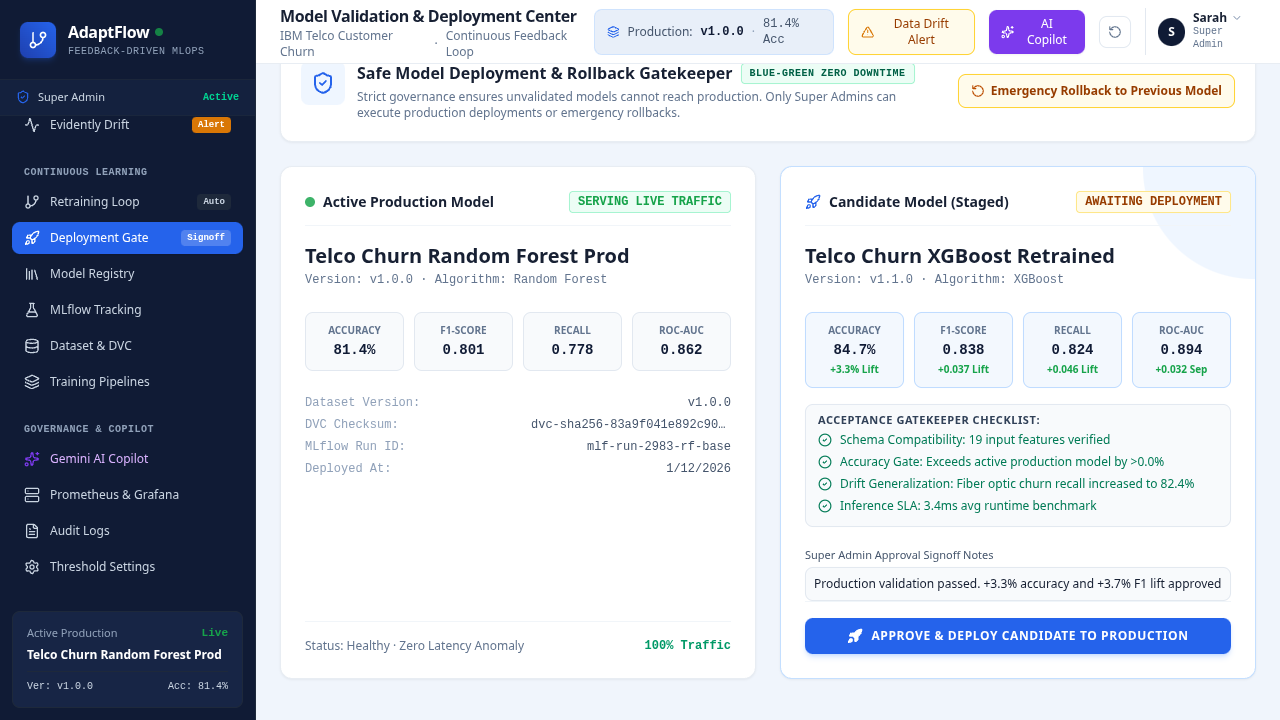 AdaptFlow
FEEDBACK-DRIVEN MLOPS
Super Admin
Active
Evidently Drift
Alert
CONTINUOUS LEARNING
Retraining Loop
Auto
Deployment Gate
Signoff
Model Registry
MLflow Tracking
Dataset & DVC
Training Pipelines
GOVERNANCE & COPILOT
Gemini AI Copilot
Prometheus & Grafana
Audit Logs
Threshold Settings
Active Production
Live
Telco Churn Random Forest Prod
Ver: v1.0.0
Acc: 81.4%
Model Validation & Deployment Center
IBM Telco Customer
Churn
·
Continuous Feedback
Loop
Production: v1.0.0 ·
81.4%
Acc
Data Drift
Alert
AI
Copilot
S
Sarah
Super
Admin
Safe Model Deployment & Rollback Gatekeeper
BLUE-GREEN ZERO DOWNTIME
Strict governance ensures unvalidated models cannot reach production. Only Super Admins can
execute production deployments or emergency rollbacks.
Emergency Rollback to Previous Model
Active Production Model
SERVING LIVE TRAFFIC
Telco Churn Random Forest Prod
Version: v1.0.0 · Algorithm: Random Forest
ACCURACY
81.4%
F1-SCORE
0.801
RECALL
0.778
ROC-AUC
0.862
Dataset Version:
v1.0.0
DVC Checksum:
dvc-sha256-83a9f041e892c90…
MLflow Run ID:
mlf-run-2983-rf-base
Deployed At:
1/12/2026
Status: Healthy · Zero Latency Anomaly
100% Traffic
Candidate Model (Staged)
AWAITING DEPLOYMENT
Telco Churn XGBoost Retrained
Version: v1.1.0 · Algorithm: XGBoost
ACCURACY
84.7%
+3.3% Lift
F1-SCORE
0.838
+0.037 Lift
RECALL
0.824
+0.046 Lift
ROC-AUC
0.894
+0.032 Sep
ACCEPTANCE GATEKEEPER CHECKLIST:
Schema Compatibility: 19 input features verified
Accuracy Gate: Exceeds active production model by >0.0%
Drift Generalization: Fiber optic churn recall increased to 82.4%
Inference SLA: 3.4ms avg runtime benchmark
Super Admin Approval Signoff Notes
Production validation passed. +3.3% accuracy and +3.7% F1 lift approved
APPROVE & DEPLOY CANDIDATE TO PRODUCTION